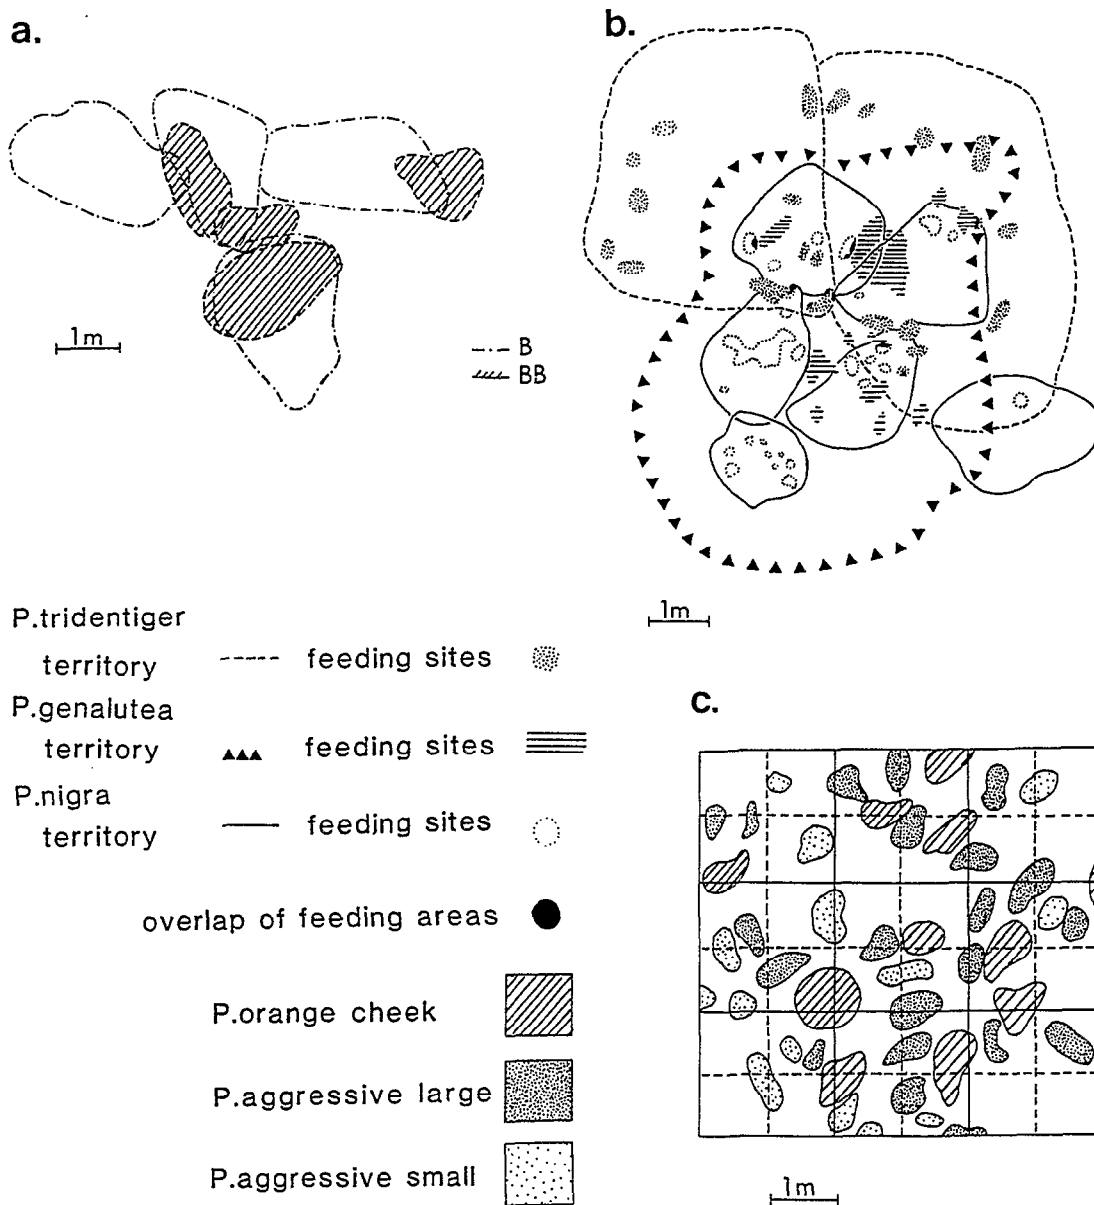 a.
b.
1m
B
BB
1m
P.tridentiger
territory feeding sites
P.genalutea
territory feeding sites
P.nigra
territory feeding sites
overlap of feeding areas
P.orange cheek
P.aggressive large
P.aggressive small
c.
1m